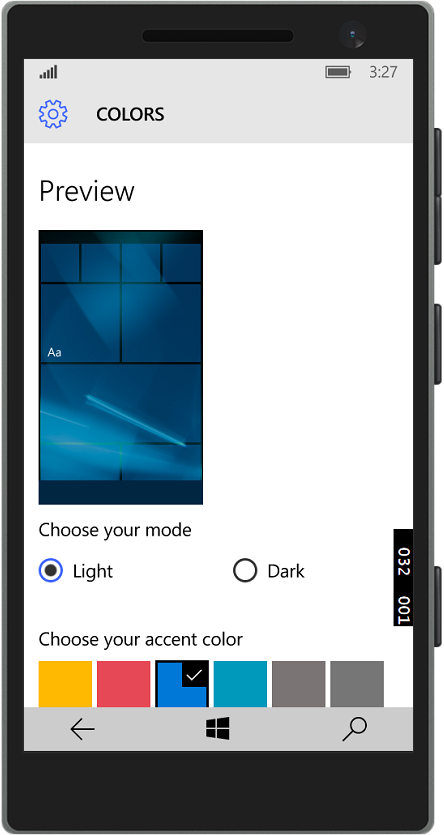 3:27
COLORS
Preview
Aa
Choose your mode
Light Dark
032 001
Choose your accent color